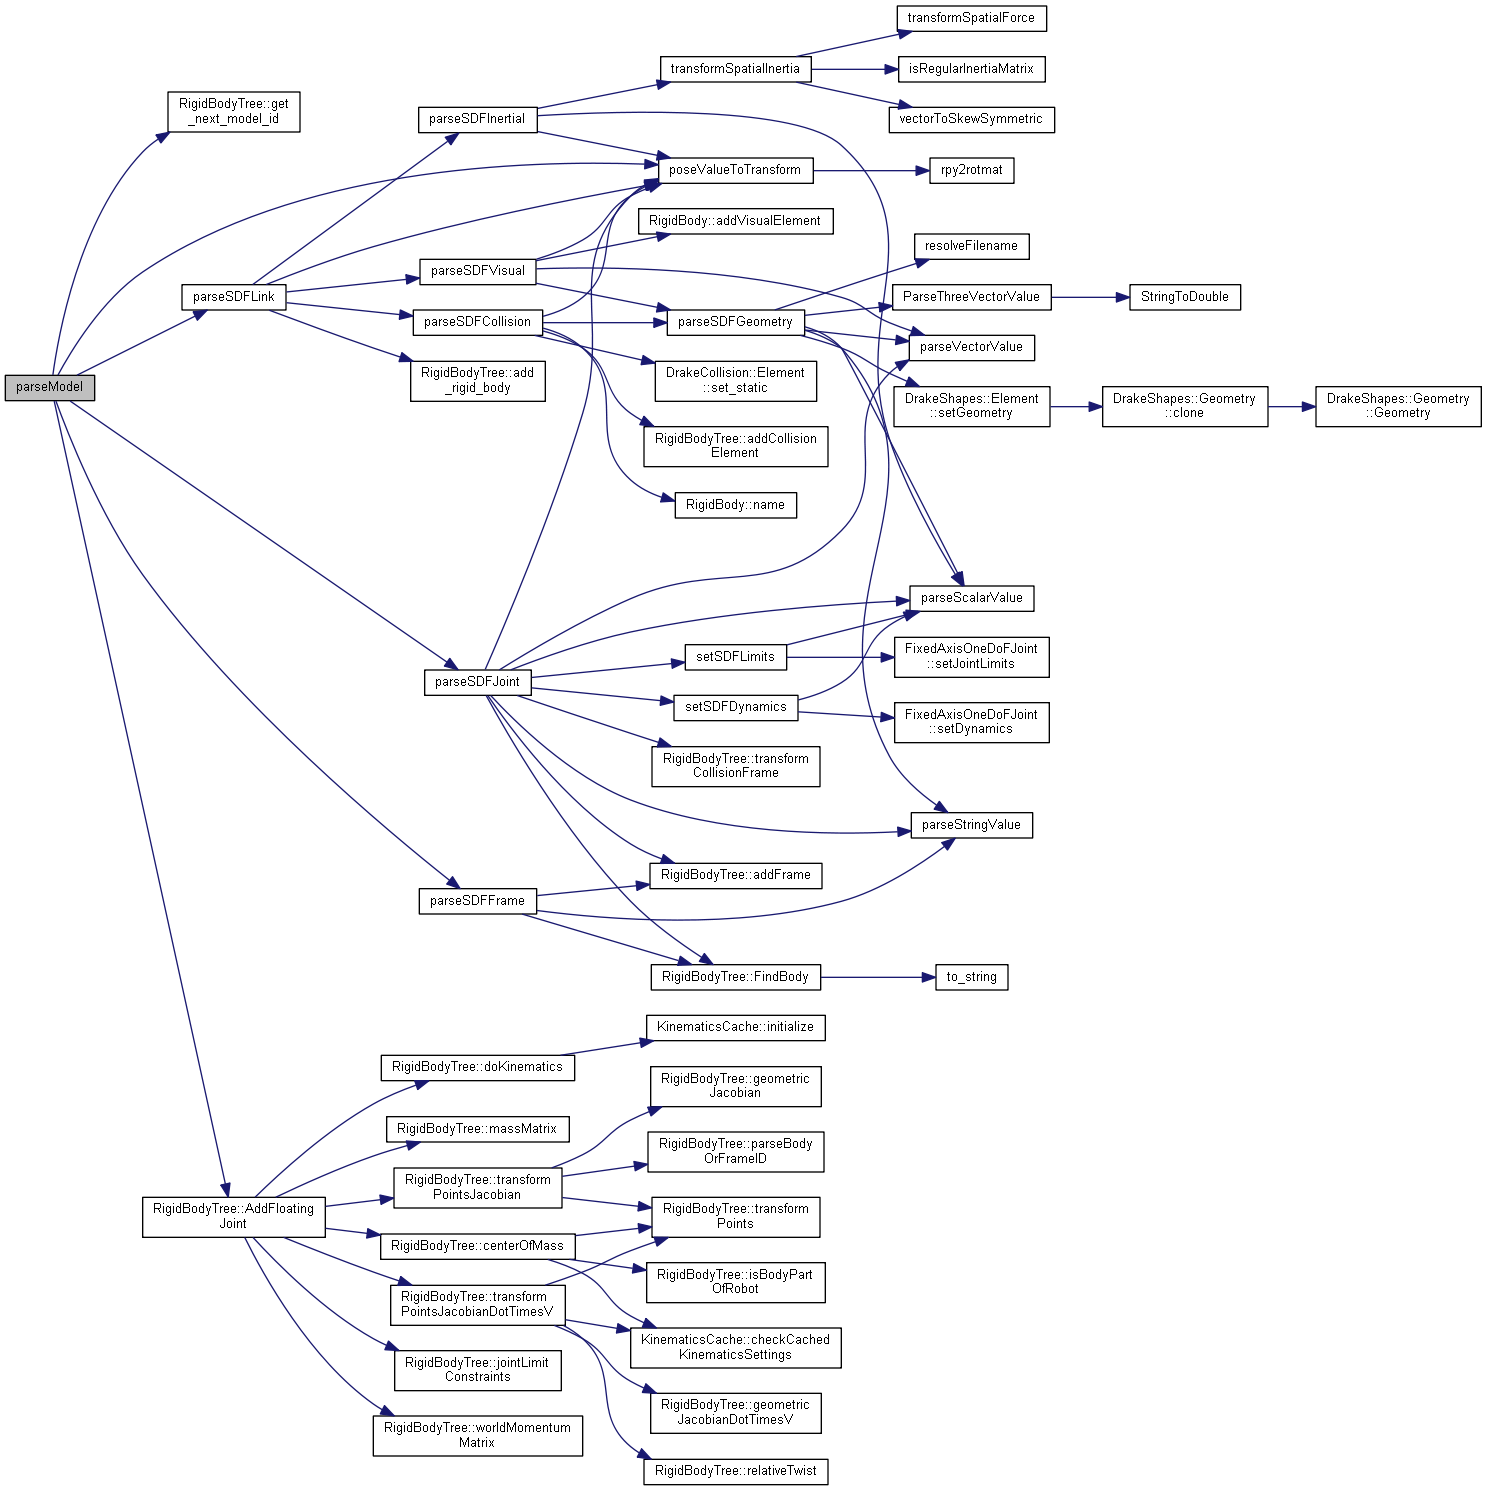 transformSpatialForce
transformSpatialInertia
isRegularInertiaMatrix
RigidBodyTree::get
_next_model_id
parseSDFInertial
vectorToSkewSymmetric
poseValueToTransform
rpy2rotmat
RigidBody::addVisualElement
resolveFilename
parseSDFVisual
parseSDFLink
ParseThreeVectorValue
StringToDouble
parseSDFCollision
parseSDFGeometry
parseVectorValue
RigidBodyTree::add
_rigid_body
DrakeCollision::Element
::set_static
parseModel
DrakeShapes::Element
::setGeometry
DrakeShapes::Geometry
::clone
DrakeShapes::Geometry
::Geometry
RigidBodyTree::addCollision
Element
RigidBody::name
parseScalarValue
setSDFLimits
FixedAxisOneDoFJoint
::setJointLimits
parseSDFJoint
setSDFDynamics
FixedAxisOneDoFJoint
::setDynamics
RigidBodyTree::transform
CollisionFrame
parseStringValue
RigidBodyTree::addFrame
parseSDFFrame
RigidBodyTree::FindBody
to_string
KinematicsCache::initialize
RigidBodyTree::doKinematics
RigidBodyTree::geometric
Jacobian
RigidBodyTree::massMatrix
RigidBodyTree::parseBody
OrFrameID
RigidBodyTree::transform
PointsJacobian
RigidBodyTree::AddFloating
Joint
RigidBodyTree::transform
Points
RigidBodyTree::centerOfMass
RigidBodyTree::isBodyPart
OfRobot
RigidBodyTree::transform
PointsJacobianDotTimesV
KinematicsCache::checkCached
KinematicsSettings
RigidBodyTree::jointLimit
Constraints
RigidBodyTree::geometric
JacobianDotTimesV
RigidBodyTree::worldMomentum
Matrix
RigidBodyTree::relativeTwist